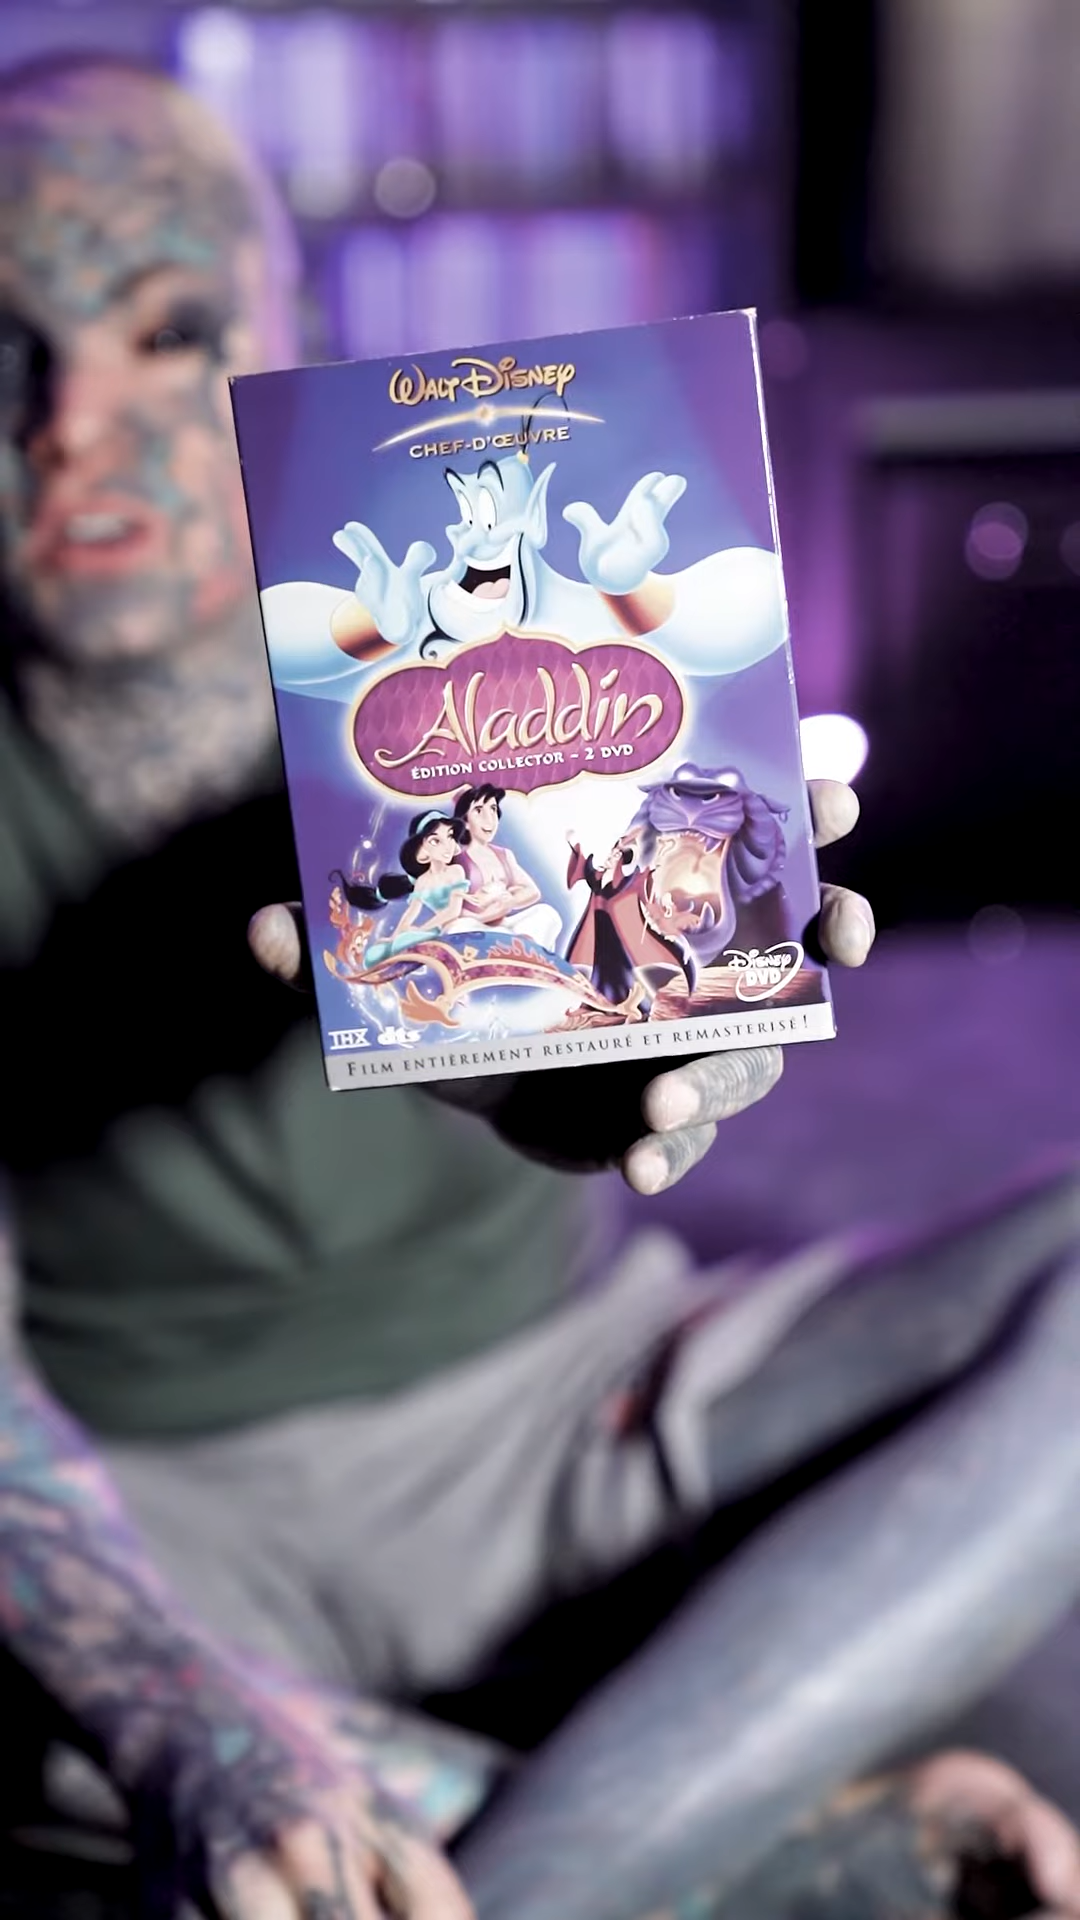 WALT DISNEY
CHEF-D'ŒUVRE
Aladdin
ÉDITION COLLECTOR - 2 DVD
DISNEY
DVD
THX dts
FILM ENTIÈREMENT RESTAURÉ ET REMASTERISÉ !